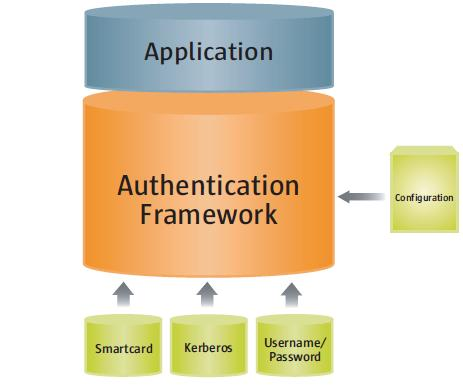 Application
Authentication
Framework
Configuration
Smartcard
Kerberos
Username/
Password